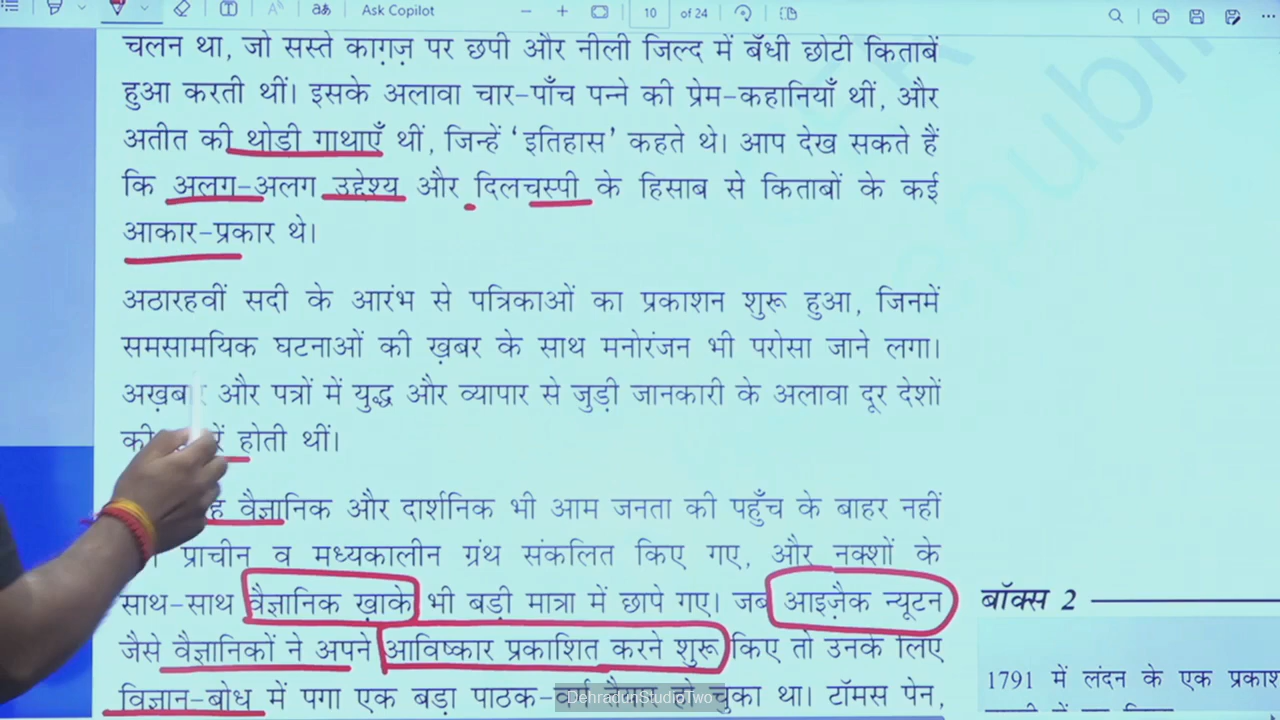 Ask Copilot
10 of 24
चलन था, जो सस्ते काग़ज़ पर छपी और नीली जिल्द में बँधी छोटी किताबें
हुआ करती थीं। इसके अलावा चार-पाँच पन्ने की प्रेम-कहानियाँ थीं, और
अतीत की थोडी गाथाएँ थीं, जिन्हें ‘इतिहास’ कहते थे। आप देख सकते हैं
कि अलग-अलग उद्देश्य और दिलचस्पी के हिसाब से किताबों के कई
आकार-प्रकार थे।
अठारहवीं सदी के आरंभ से पत्रिकाओं का प्रकाशन शुरू हुआ, जिनमें
समसामयिक घटनाओं की ख़बर के साथ मनोरंजन भी परोसा जाने लगा।
अख़बार और पत्रों में युद्ध और व्यापार से जुड़ी जानकारी के अलावा दूर देशों
की होती थीं।
वैज्ञानिक और दार्शनिक भी आम जनता की पहुँच के बाहर नहीं
प्राचीन व मध्यकालीन ग्रंथ संकलित किए गए, और नक्शों के
साथ-साथ वैज्ञानिक ख़ाके भी बड़ी मात्रा में छापे गए। जब आइज़ैक न्यूटन
बॉक्स 2
जैसे वैज्ञानिकों ने अपने आविष्कार प्रकाशित करने शुरू किए तो उनके लिए
1791 में लंदन के एक प्रकाश
विज्ञान-बोध में पगा एक बड़ा पाठक- चुका था। टॉमस पेन,
DehradunStudioTwo